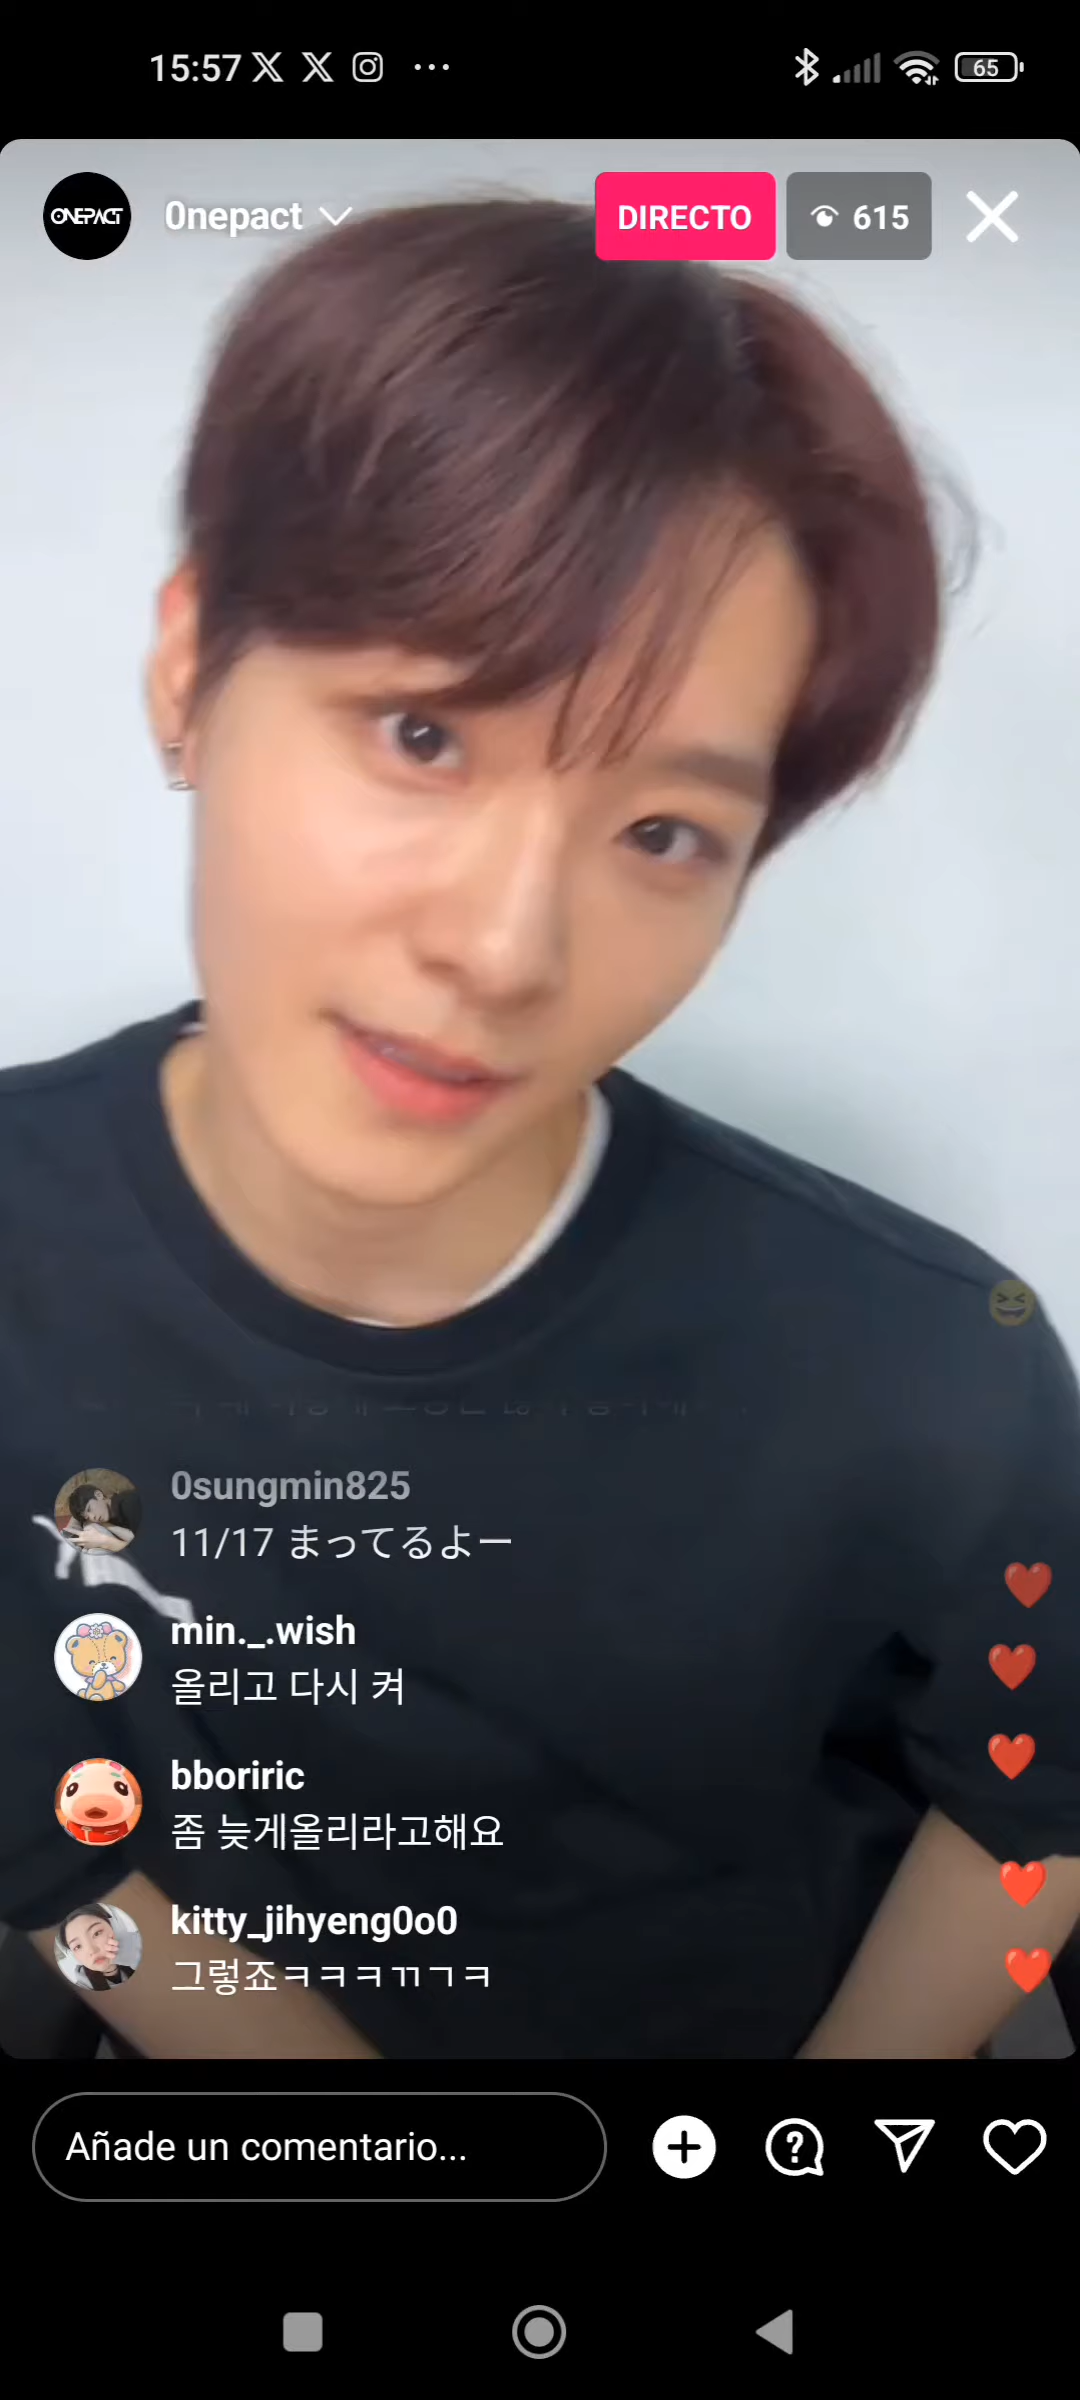 15:57
65
ONEPACT
0nepact
DIRECTO
615
0sungmin825
11/17 まってるよー
min._.wish
올리고 다시 켜
bboriric
좀 늦게올리라고해요
kitty_jihyeng0o0
그렇죠ㅋㅋㅋㄲㄱㅋ
Añade un comentario...